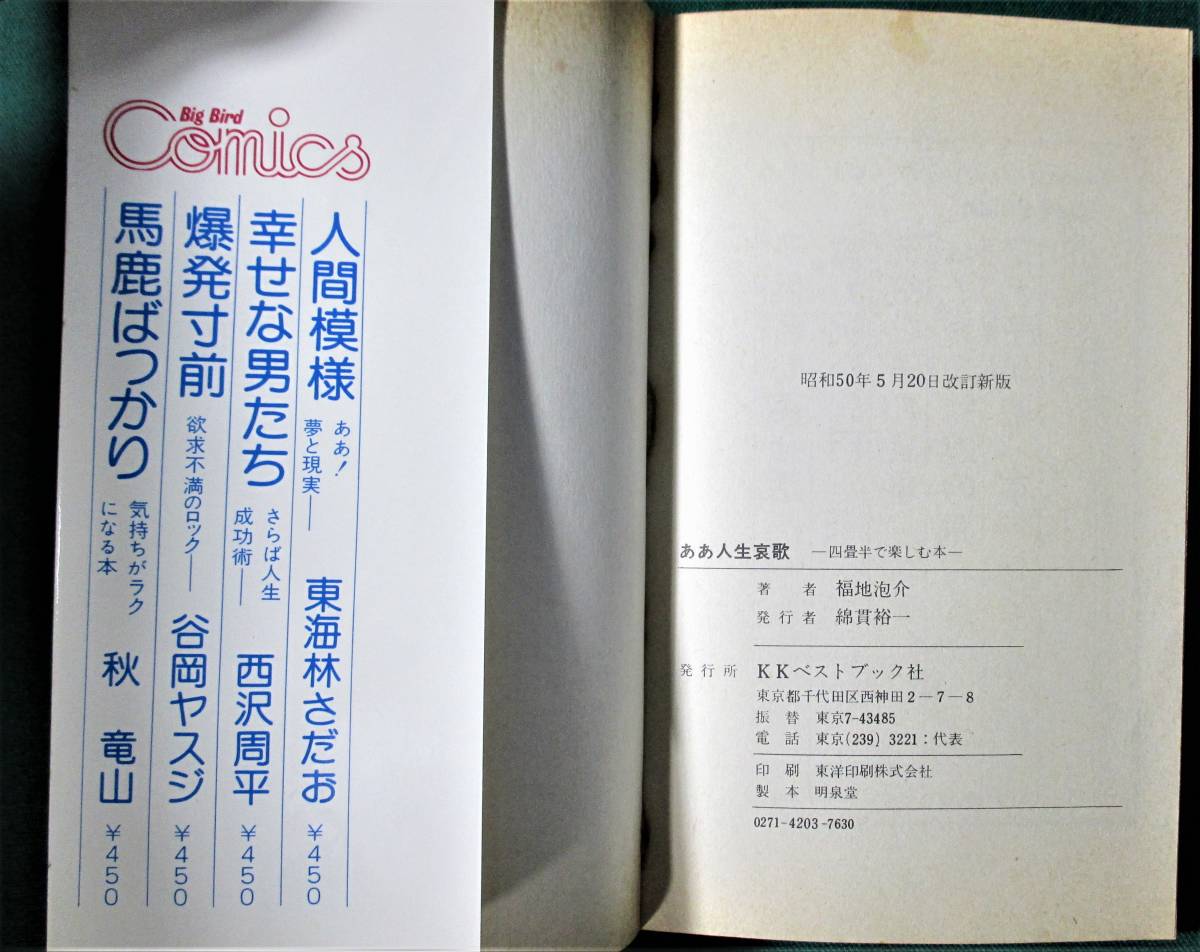 Big Bird
Comics
人間模様
ああ!
夢と現実――
東海林さだお
¥450
幸せな男たち
さらば人生
成功術――
西沢周平
¥450
爆発寸前
欲求不満のロック――
谷岡ヤスジ
¥450
馬鹿ばっかり
気持ちがラク
になる本
秋 竜山
¥450
昭和50年5月20日改訂新版
ああ人生哀歌 ―四畳半で楽しむ本―
著者 福地泡介
発行者 綿貫裕一
発行所 KKベストブック社
東京都千代田区西神田2-7-8
振替 東京7-43485
電話 東京(239)3221:代表
印刷 東洋印刷株式会社
製本 明泉堂
0271-4203-7630